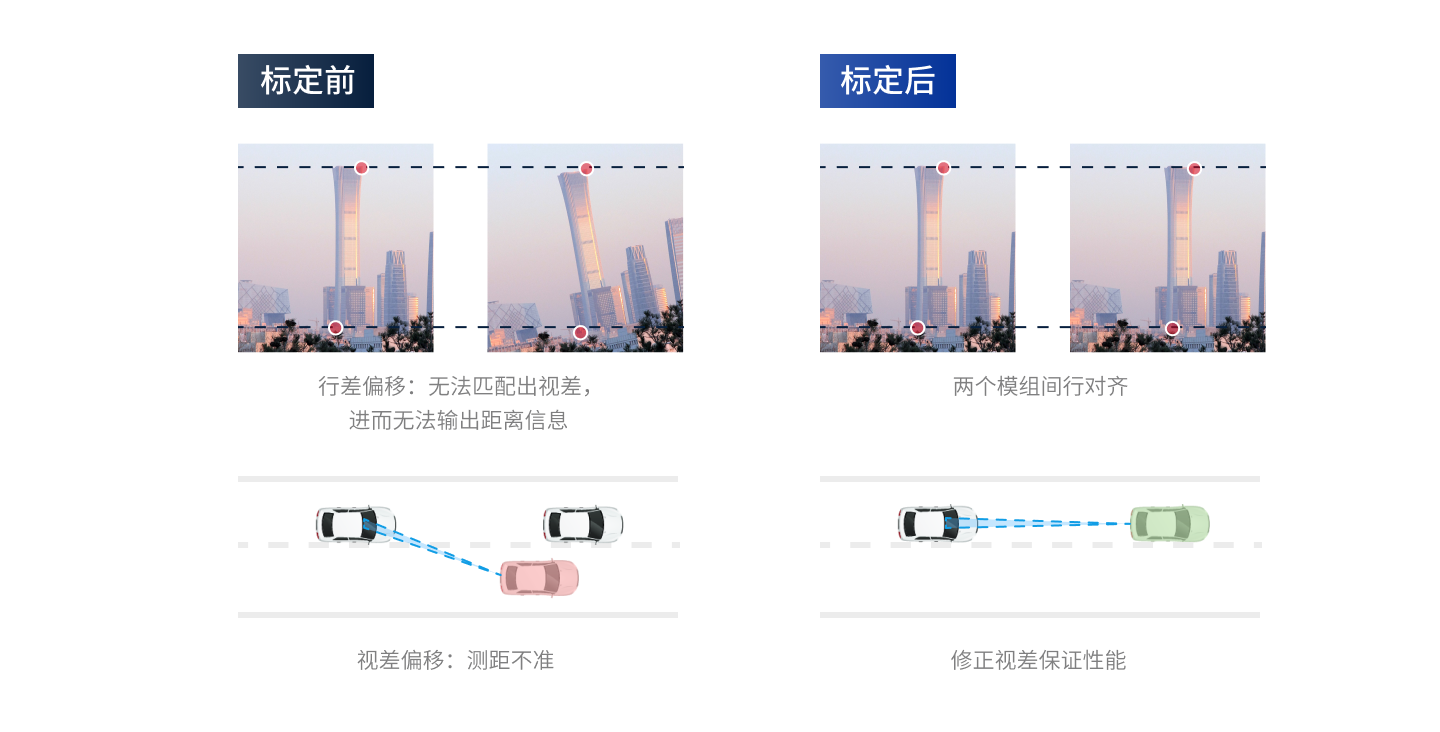 标定前
标定后
行差偏移：无法匹配出视差，
进而无法输出距离信息
两个模组间行对齐
视差偏移：测距不准
修正视差保证性能